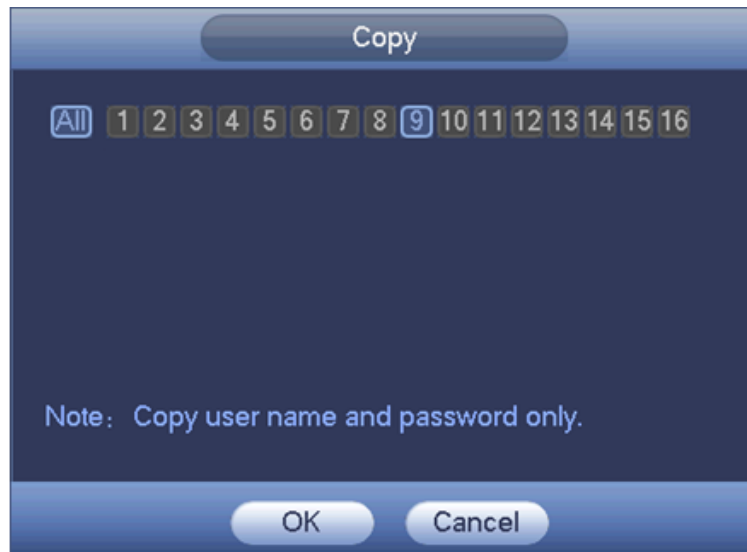 Copy
All 1 2 3 4 5 6 7 8 9 10 11 12 13 14 15 16
Note： Copy user name and password only.
OK Cancel